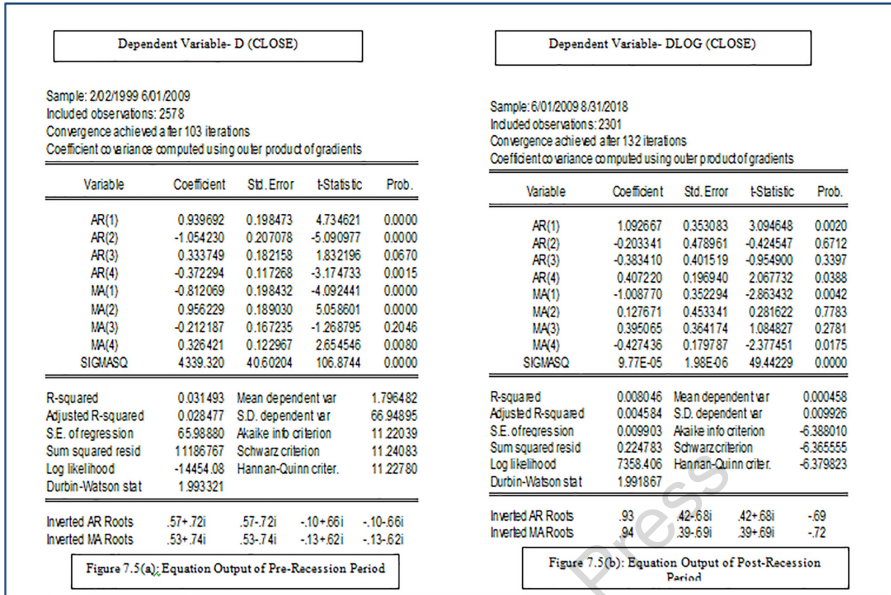 Dependent Variable- D (CLOSE)
Sample: 2/02/1999 6/01/2009
Included observations: 2578
Convergence achieved after 103 iterations
Coefficient covariance computed using outer product of gradients
Variable Coefficient Std. Error t-Statistic Prob.
AR(1) 0.939692 0.198473 4.734621 0.0000
AR(2) -1.054230 0.207078 -5.090977 0.0000
AR(3) 0.333749 0.182158 1.832196 0.0670
AR(4) -0.372294 0.117268 -3.174733 0.0015
MA(1) -0.812069 0.198432 -4.092441 0.0000
MA(2) 0.956229 0.189030 5.058601 0.0000
MA(3) -0.212187 0.167235 -1.268795 0.2046
MA(4) 0.326421 0.122967 2.654546 0.0080
SIGMASQ 4339.320 40.60204 106.8744 0.0000
R-squared 0.031493 Mean dependent var 1.796482
Adjusted R-squared 0.028477 S.D. dependent var 66.94895
S.E. of regression 65.98880 Akaike info criterion 11.22039
Sum squared resid 11186767 Schwarz criterion 11.24083
Log likelihood -14454.08 Hannan-Quinn criter. 11.22780
Durbin-Watson stat 1.993321
Inverted AR Roots .57+.72i .57-.72i -.10+.66i -.10-.66i
Inverted MA Roots .53+.74i .53-.74i -.13+.62i -.13-.62i
Figure 7.5(a): Equation Output of Pre-Recession Period
Dependent Variable- DLOG (CLOSE)
Sample: 6/01/2009 8/31/2018
Included observations: 2301
Convergence achieved after 132 iterations
Coefficient covariance computed using outer product of gradients
Variable Coefficient Std. Error t-Statistic Prob.
AR(1) 1.092667 0.353083 3.094648 0.0020
AR(2) -0.203341 0.478961 -0.424547 0.6712
AR(3) -0.383410 0.401519 -0.954900 0.3397
AR(4) 0.407220 0.196940 2.067732 0.0388
MA(1) -1.008770 0.352294 -2.863432 0.0042
MA(2) 0.127671 0.453341 0.281622 0.7783
MA(3) 0.395065 0.364174 1.084827 0.2781
MA(4) -0.427436 0.179787 -2.377451 0.0175
SIGMASQ 9.77E-05 1.98E-06 49.44229 0.0000
R-squared 0.008046 Mean dependent var 0.000458
Adjusted R-squared 0.004584 S.D. dependent var 0.009926
S.E. of regression 0.009903 Akaike info criterion -6.388010
Sum squared resid 0.224783 Schwarz criterion -6.365555
Log likelihood 7358.406 Hannan-Quinn criter. -6.379823
Durbin-Watson stat 1.991867
Inverted AR Roots .93 .42-.68i .42+.68i -.69
Inverted MA Roots .94 .39-.69i .39+.69i -.72
Figure 7.5(b): Equation Output of Post-Recession
Period
Press